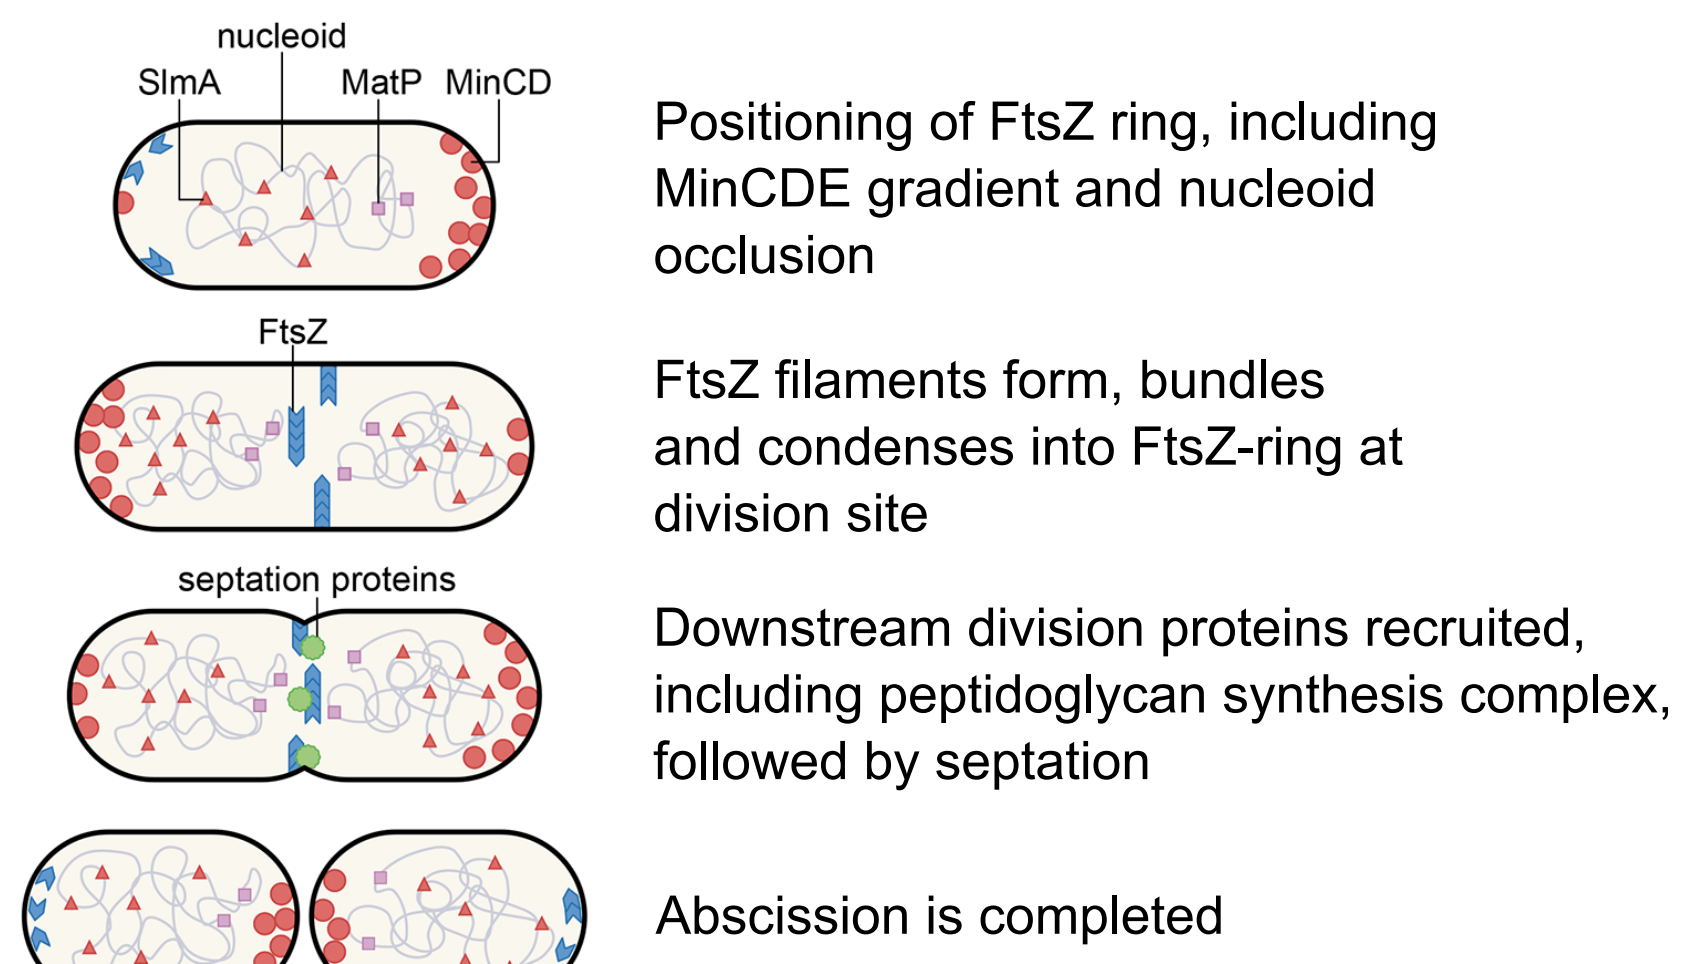 nucleoid
SlmA
MatP
MinCD
Positioning of FtsZ ring, including
MinCDE gradient and nucleoid
occlusion
FtsZ
FtsZ filaments form, bundles
and condenses into FtsZ-ring at
division site
septation proteins
Downstream division proteins recruited,
including peptidoglycan synthesis complex,
followed by septation
Abscission is completed